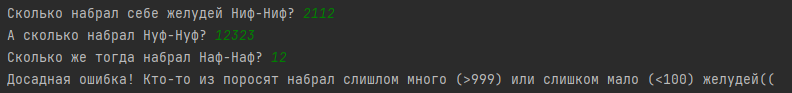 Сколько набрал себе желудей Ниф-Ниф? 2112
А сколько набрал Нуф-Нуф? 12323
Сколько же тогда набрал Наф-Наф? 12
Досадная ошибка! Кто-то из поросят набрал слишлом много (>999) или слишком мало (<100) желудей((